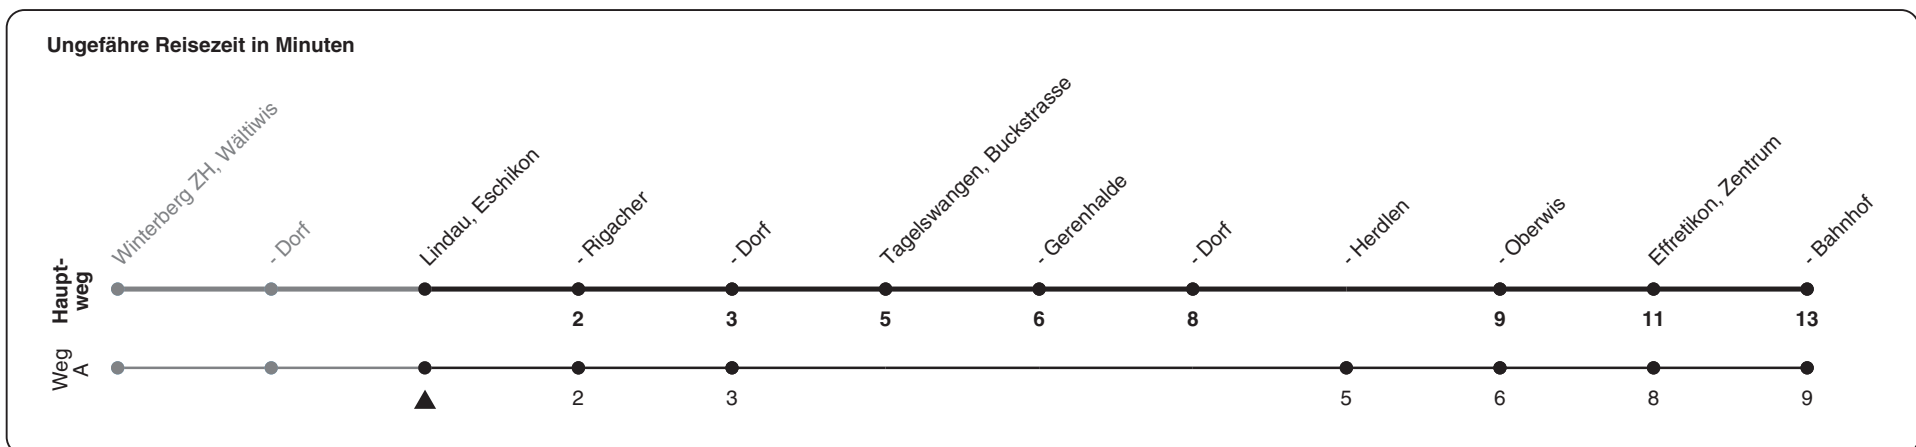 Ungefähre Reisezeit in Minuten
Winterberg ZH, Wältiwis
- Dorf
Lindau, Eschikon
- Rigacher
- Dorf
Tagelswangen, Buckstrasse
- Gerenhalde
- Dorf
- Herdlen
- Oberwis
Effretikon, Zentrum
- Bahnhof
Haupt-
weg
2 3 5 6 8 9 11 13
Weg
A
2 3 5 6 8 9